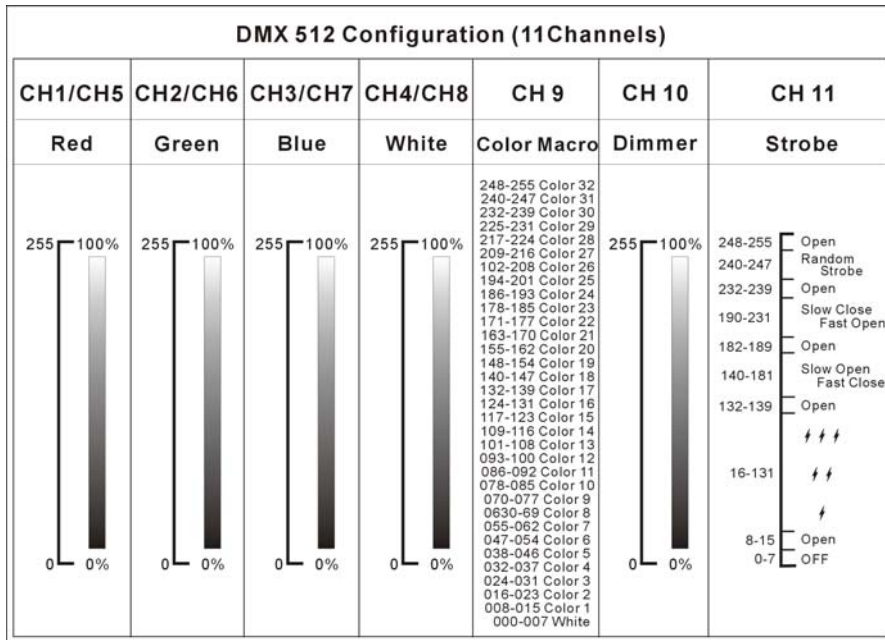 DMX 512 Configuration (11Channels)
CH1/CH5 CH2/CH6 CH3/CH7 CH4/CH8 CH 9 CH 10 CH 11
Red Green Blue White Color Macro Dimmer Strobe
255 100%
0 0%
255 100%
0 0%
255 100%
0 0%
255 100%
0 0%
248-255 Color 32
240-247 Color 31
232-239 Color 30
225-231 Color 29
217-224 Color 28
209-216 Color 27
102-208 Color 26
194-201 Color 25
186-193 Color 24
178-185 Color 23
171-177 Color 22
163-170 Color 21
155-162 Color 20
148-154 Color 19
140-147 Color 18
132-139 Color 17
124-131 Color 16
117-123 Color 15
109-116 Color 14
101-108 Color 13
093-100 Color 12
086-092 Color 11
078-085 Color 10
070-077 Color 9
0630-69 Color 8
055-062 Color 7
047-054 Color 6
038-046 Color 5
032-037 Color 4
024-031 Color 3
016-023 Color 2
008-015 Color 1
000-007 White
255 100%
0 0%
248-255 Open
240-247 Random
Strobe
232-239 Open
190-231 Slow Close
Fast Open
182-189 Open
140-181 Slow Open
Fast Close
132-139 Open
16-131
8-15 Open
0-7 OFF